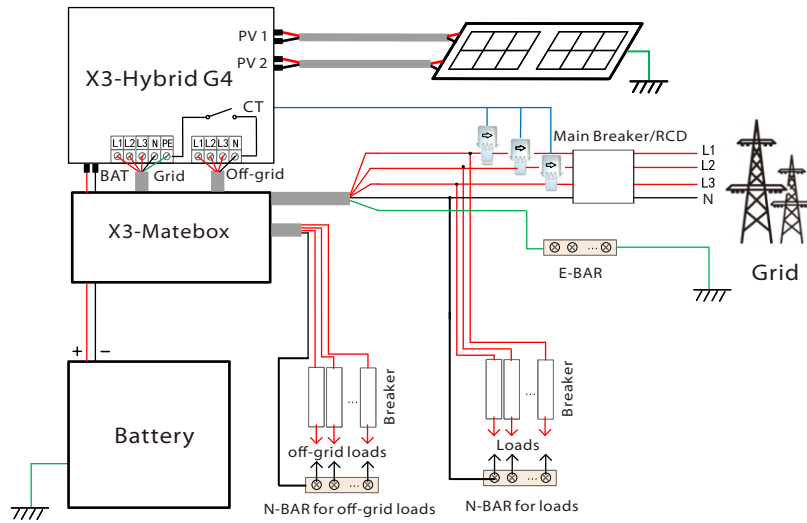 PV 1
PV 2
X3-Hybrid G4
CT
L1 L2 L3 N PE
L1 L2 L3 N
BAT
Grid
Off-grid
Main Breaker/RCD
L1
L2
L3
N
X3-Matebox
E-BAR
Grid
+ −
Battery
...
Breaker
off-grid loads
...
N-BAR for off-grid loads
...
Breaker
Loads
...
N-BAR for loads